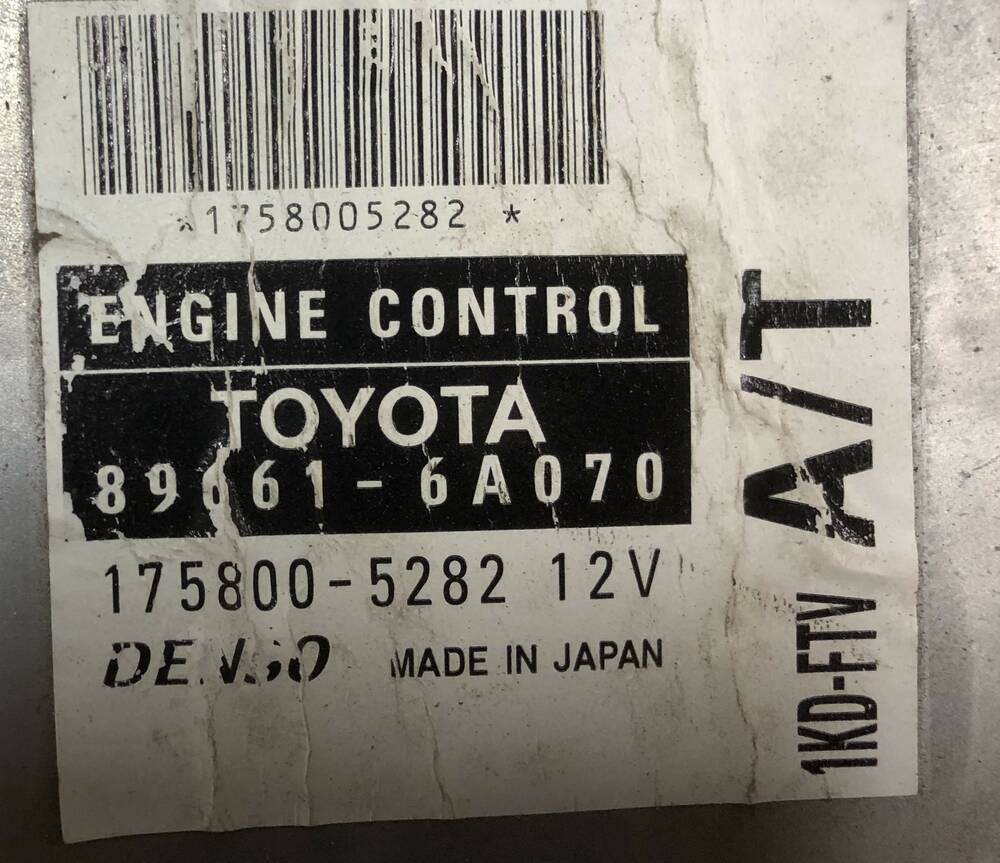 *1758005282 *
ENGINE CONTROL
TOYOTA
89661-6A070
175800-5282 12V
DENSO MADE IN JAPAN
A/T
1KD-FTV